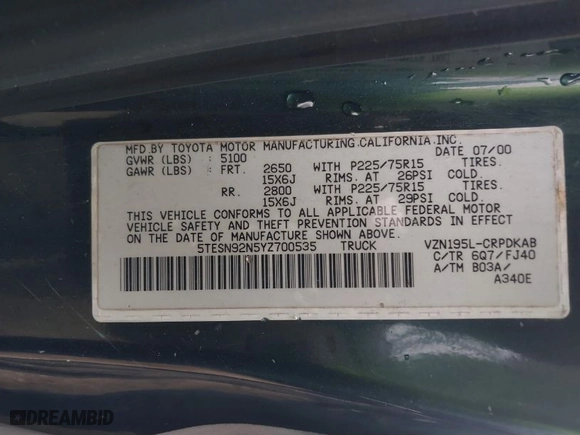 MFD.BY TOYOTA MOTOR MANUFACTURING.CALIFORNIA.INC.
GVWR (LBS) : 5100 DATE 07/00
GAWR (LBS) : FRT. 2650 WITH P225/75R15 TIRES.
15X6J RIMS. AT 26PSI COLD.
RR. 2800 WITH P225/75R15 TIRES.
15X6J RIMS. AT 29PSI COLD.
THIS VEHICLE CONFORMS TO ALL APPLICABLE FEDERAL MOTOR
VEHICLE SAFETY AND THEFT PREVENTION STANDARDS IN EFFECT
ON THE DATE OF MANUFACTURE SHOWN ABOVE.
5TESN92N5YZ700535 TRUCK VZN195L-CRPDKAB
C/TR 6Q7/FJ40
A/TM B03A/
A340E
DREAMBID